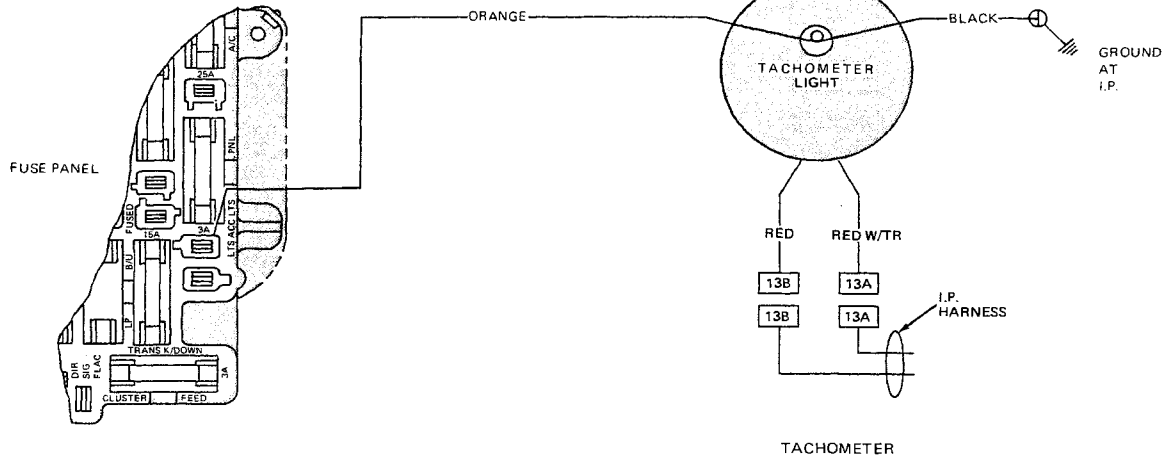 ORANGE
BLACK
GROUND
AT
I.P.
TACHOMETER
LIGHT
A/C
25A
PNL
FUSE PANEL
FUSED
15A
3A
LTS ACC LTS
B/U
LP
TRANS K/DOWN
DIR
SIG
FLAC
3A
CLUSTER FEED
RED
RED W/TR
13B
13A
13B
13A
I.P.
HARNESS
TACHOMETER